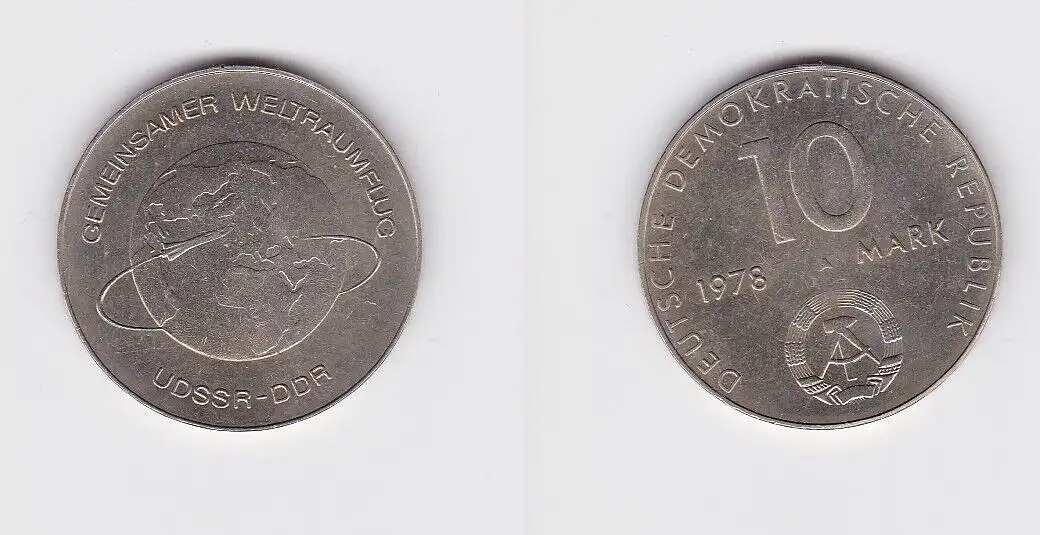 GEMEINSAMER WELTRAUMFLUG
UDSSR-DDR
DEUTSCHE DEMOKRATISCHE REPUBLIK
10
MARK
1978 A